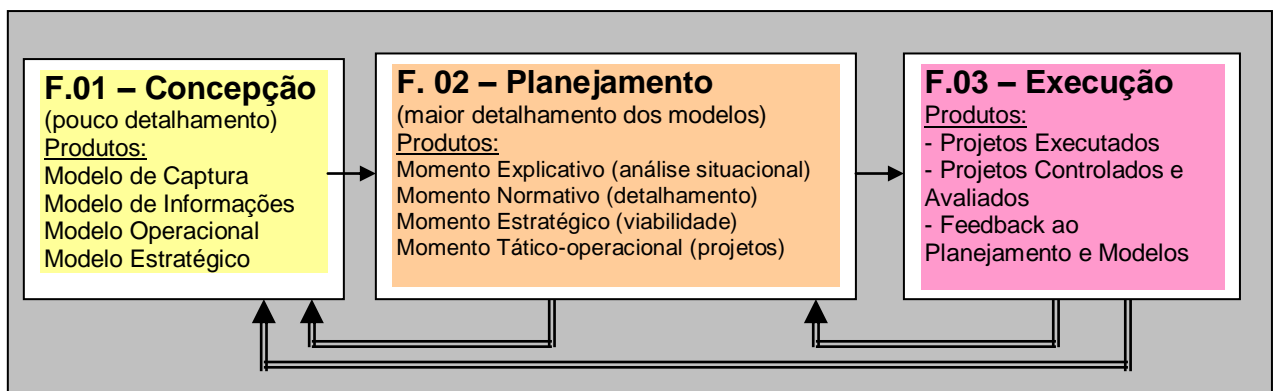 F.01 – Concepção
(pouco detalhamento)
Produtos:
Modelo de Captura
Modelo de Informações
Modelo Operacional
Modelo Estratégico
F. 02 – Planejamento
(maior detalhamento dos modelos)
Produtos:
Momento Explicativo (análise situacional)
Momento Normativo (detalhamento)
Momento Estratégico (viabilidade)
Momento Tático-operacional (projetos)
F.03 – Execução
Produtos:
- Projetos Executados
- Projetos Controlados e
Avaliados
- Feedback ao
Planejamento e Modelos